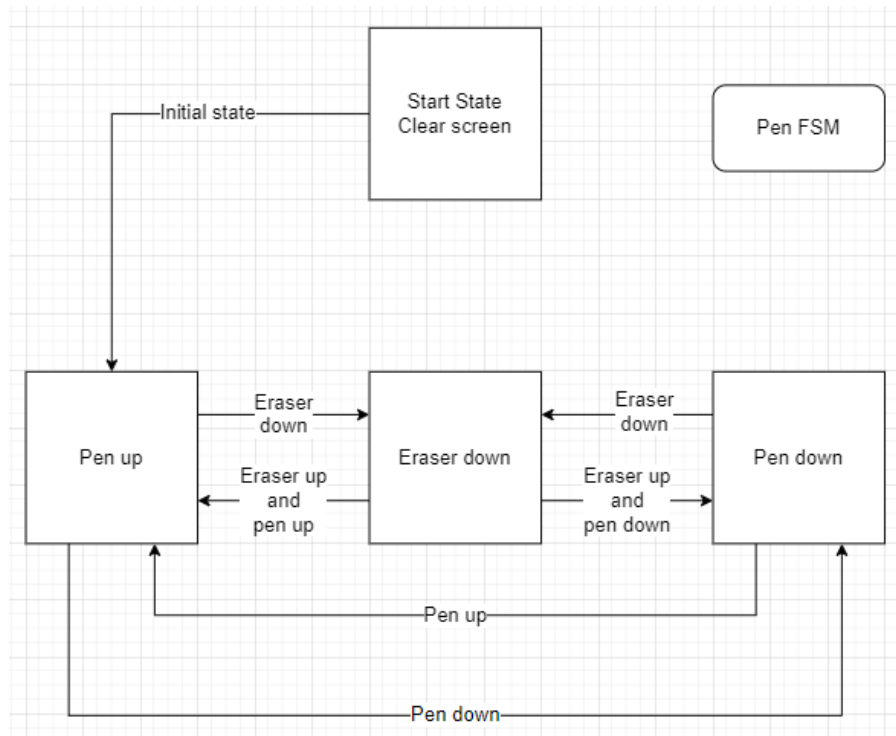 Start State
Clear screen
Initial state
Pen FSM
Pen up
Eraser
down
Eraser up
and
pen up
Eraser down
Eraser
down
Eraser up
and
pen down
Pen down
Pen up
Pen down